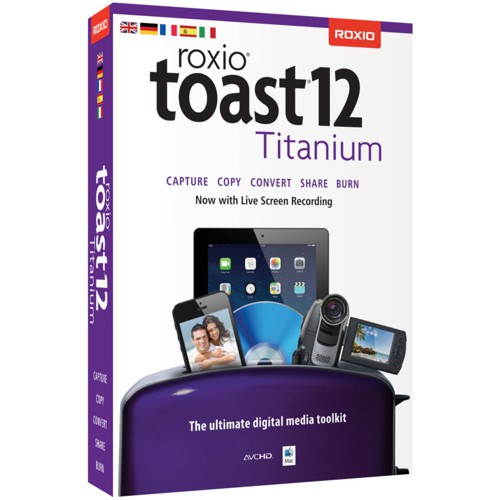 ROXIO
roxio®
toast®12
Titanium
CAPTURE COPY CONVERT SHARE BURN
Now with Live Screen Recording
The ultimate digital media toolkit
AVCHD
Mac
roxio®
toast®12
Titanium
CAPTURE
COPY
CONVERT
SHARE
BURN
ROXIO